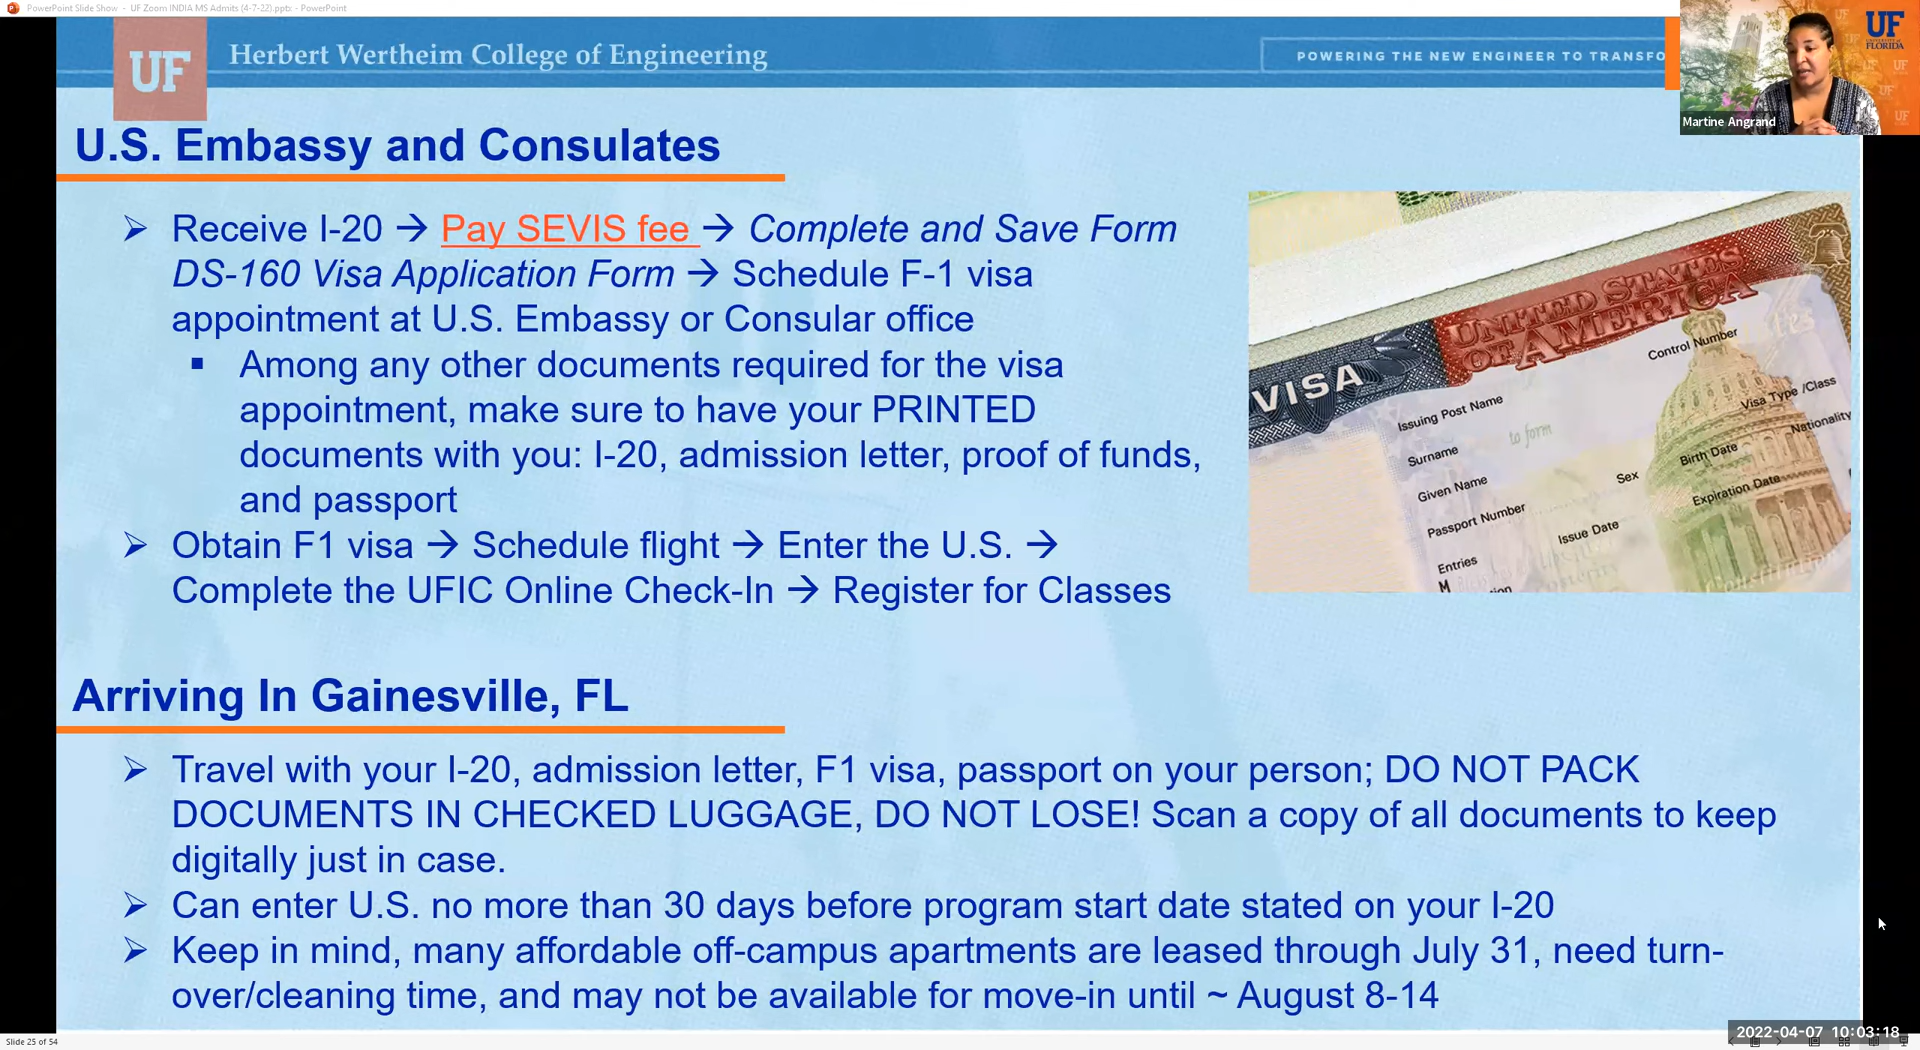 PowerPoint Slide Show - UF Zoom INDIA MS Admits (4-7-22).pptx - PowerPoint
UF
Herbert Wertheim College of Engineering
POWERING THE NEW ENGINEER TO TRANSFO
UF
UNIVERSITY of
FLORIDA
Martine Angrand
U.S. Embassy and Consulates
➢ Receive I-20 → Pay SEVIS fee → Complete and Save Form
DS-160 Visa Application Form → Schedule F-1 visa
appointment at U.S. Embassy or Consular office
▪ Among any other documents required for the visa
appointment, make sure to have your PRINTED
documents with you: I-20, admission letter, proof of funds,
and passport
➢ Obtain F1 visa → Schedule flight → Enter the U.S. →
Complete the UFIC Online Check-In → Register for Classes
VISA
UNITED STATES
OF AMERICA
Control Number
Issuing Post Name
Visa Type /Class
Surname
Nationality
Given Name
Sex
Birth Date
Passport Number
Expiration Date
Issue Date
Entries
M
to form
Arriving In Gainesville, FL
➢ Travel with your I-20, admission letter, F1 visa, passport on your person; DO NOT PACK
DOCUMENTS IN CHECKED LUGGAGE, DO NOT LOSE! Scan a copy of all documents to keep
digitally just in case.
➢ Can enter U.S. no more than 30 days before program start date stated on your I-20
➢ Keep in mind, many affordable off-campus apartments are leased through July 31, need turn-
over/cleaning time, and may not be available for move-in until ~ August 8-14
Slide 25 of 54
2022-04-07 10:03:18